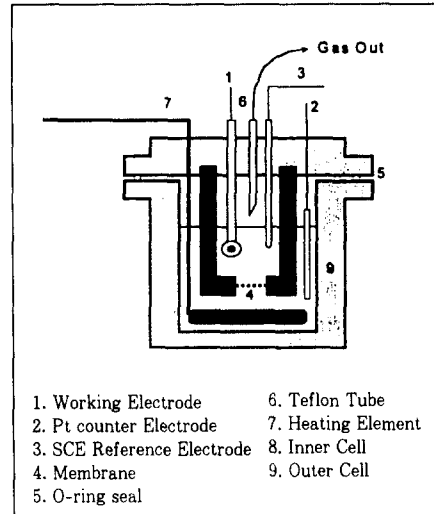 Gas Out
1
6
3
2
7
5
9
4
1. Working Electrode
2. Pt counter Electrode
3. SCE Reference Electrode
4. Membrane
5. O-ring seal
6. Teflon Tube
7. Heating Element
8. Inner Cell
9. Outer Cell